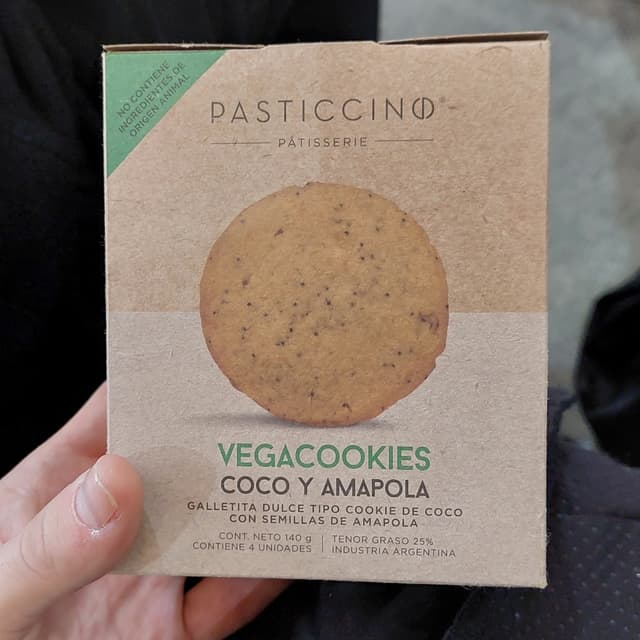 NO CONTIENE
INGREDIENTES DE
ORIGEN ANIMAL
PASTICCINO®
PÂTISSERIE
VEGACOOKIES
COCO Y AMAPOLA
GALLETITA DULCE TIPO COOKIE DE COCO
CON SEMILLAS DE AMAPOLA
CONT. NETO 140 g
CONTIENE 4 UNIDADES
TENOR GRASO 25%
INDUSTRIA ARGENTINA